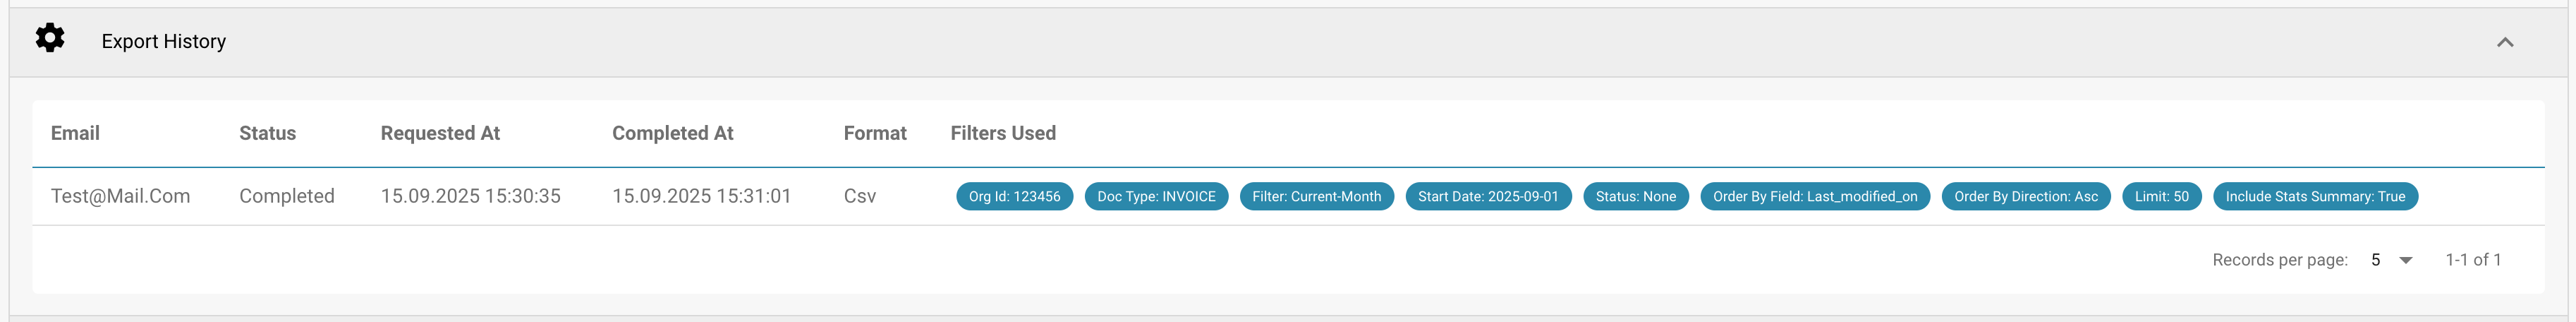 Export History
Email Status Requested At Completed At Format Filters Used
Test@Mail.Com Completed 15.09.2025 15:30:35 15.09.2025 15:31:01 Csv Org Id: 123456 Doc Type: INVOICE Filter: Current-Month Start Date: 2025-09-01 Status: None Order By Field: Last_modified_on Order By Direction: Asc Limit: 50 Include Stats Summary: True
Records per page: 5 1-1 of 1